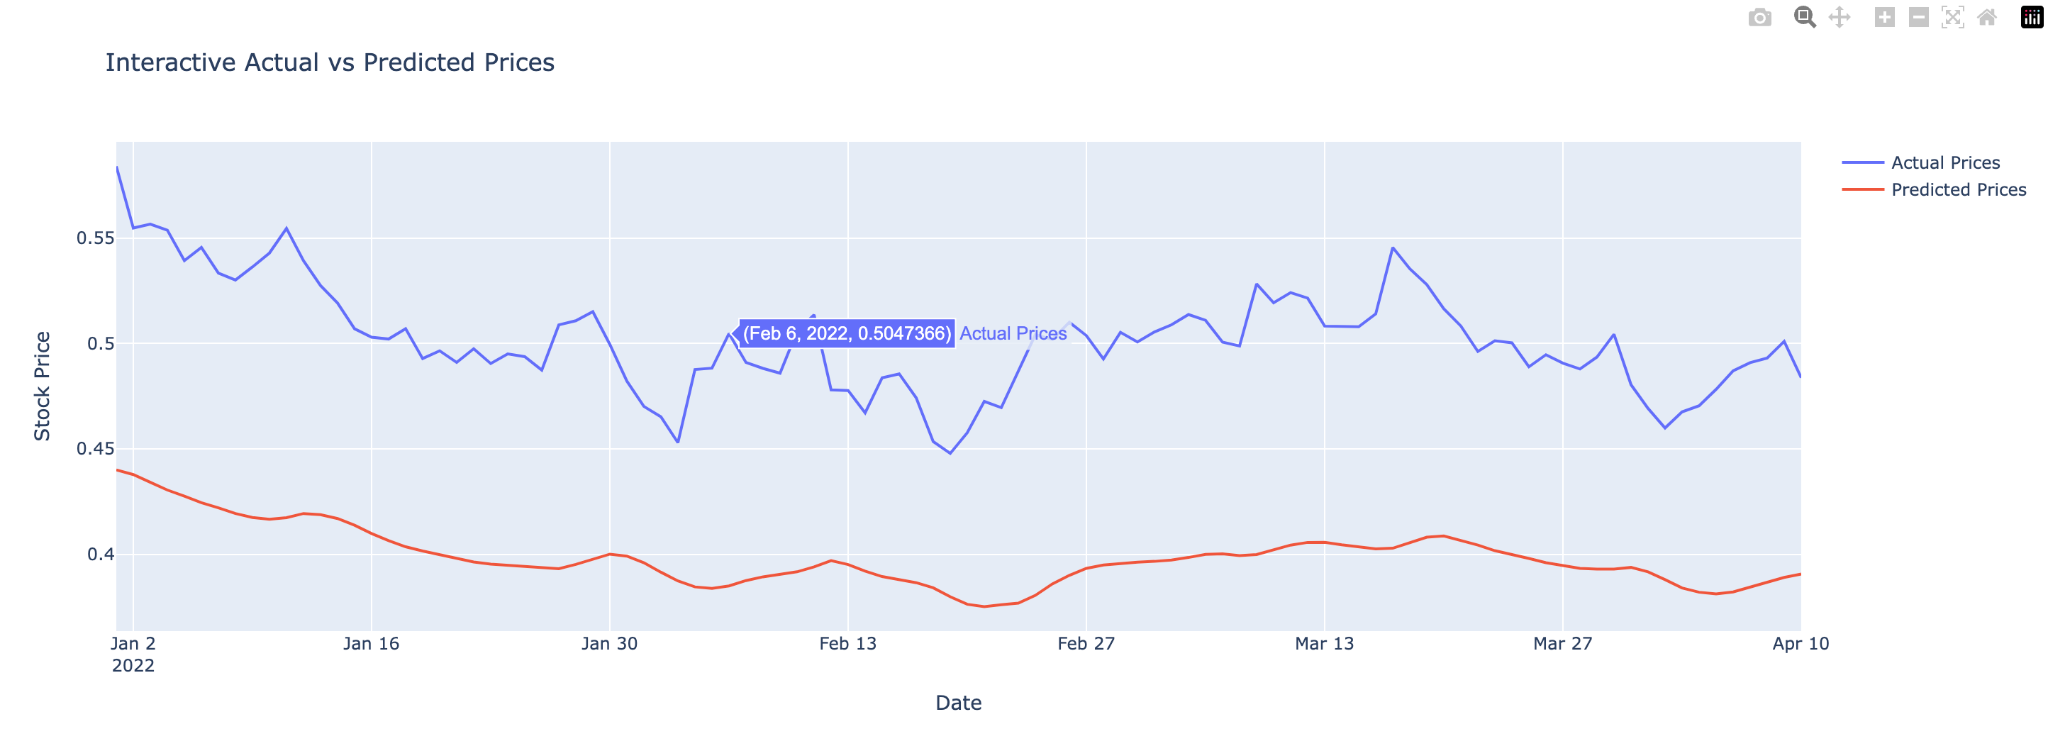 Interactive Actual vs Predicted Prices
Actual Prices
Predicted Prices
0.55
0.5
0.45
0.4
Stock Price
(Feb 6, 2022, 0.5047366) Actual Prices
Jan 2
2022
Jan 16
Jan 30
Feb 13
Feb 27
Mar 13
Mar 27
Apr 10
Date